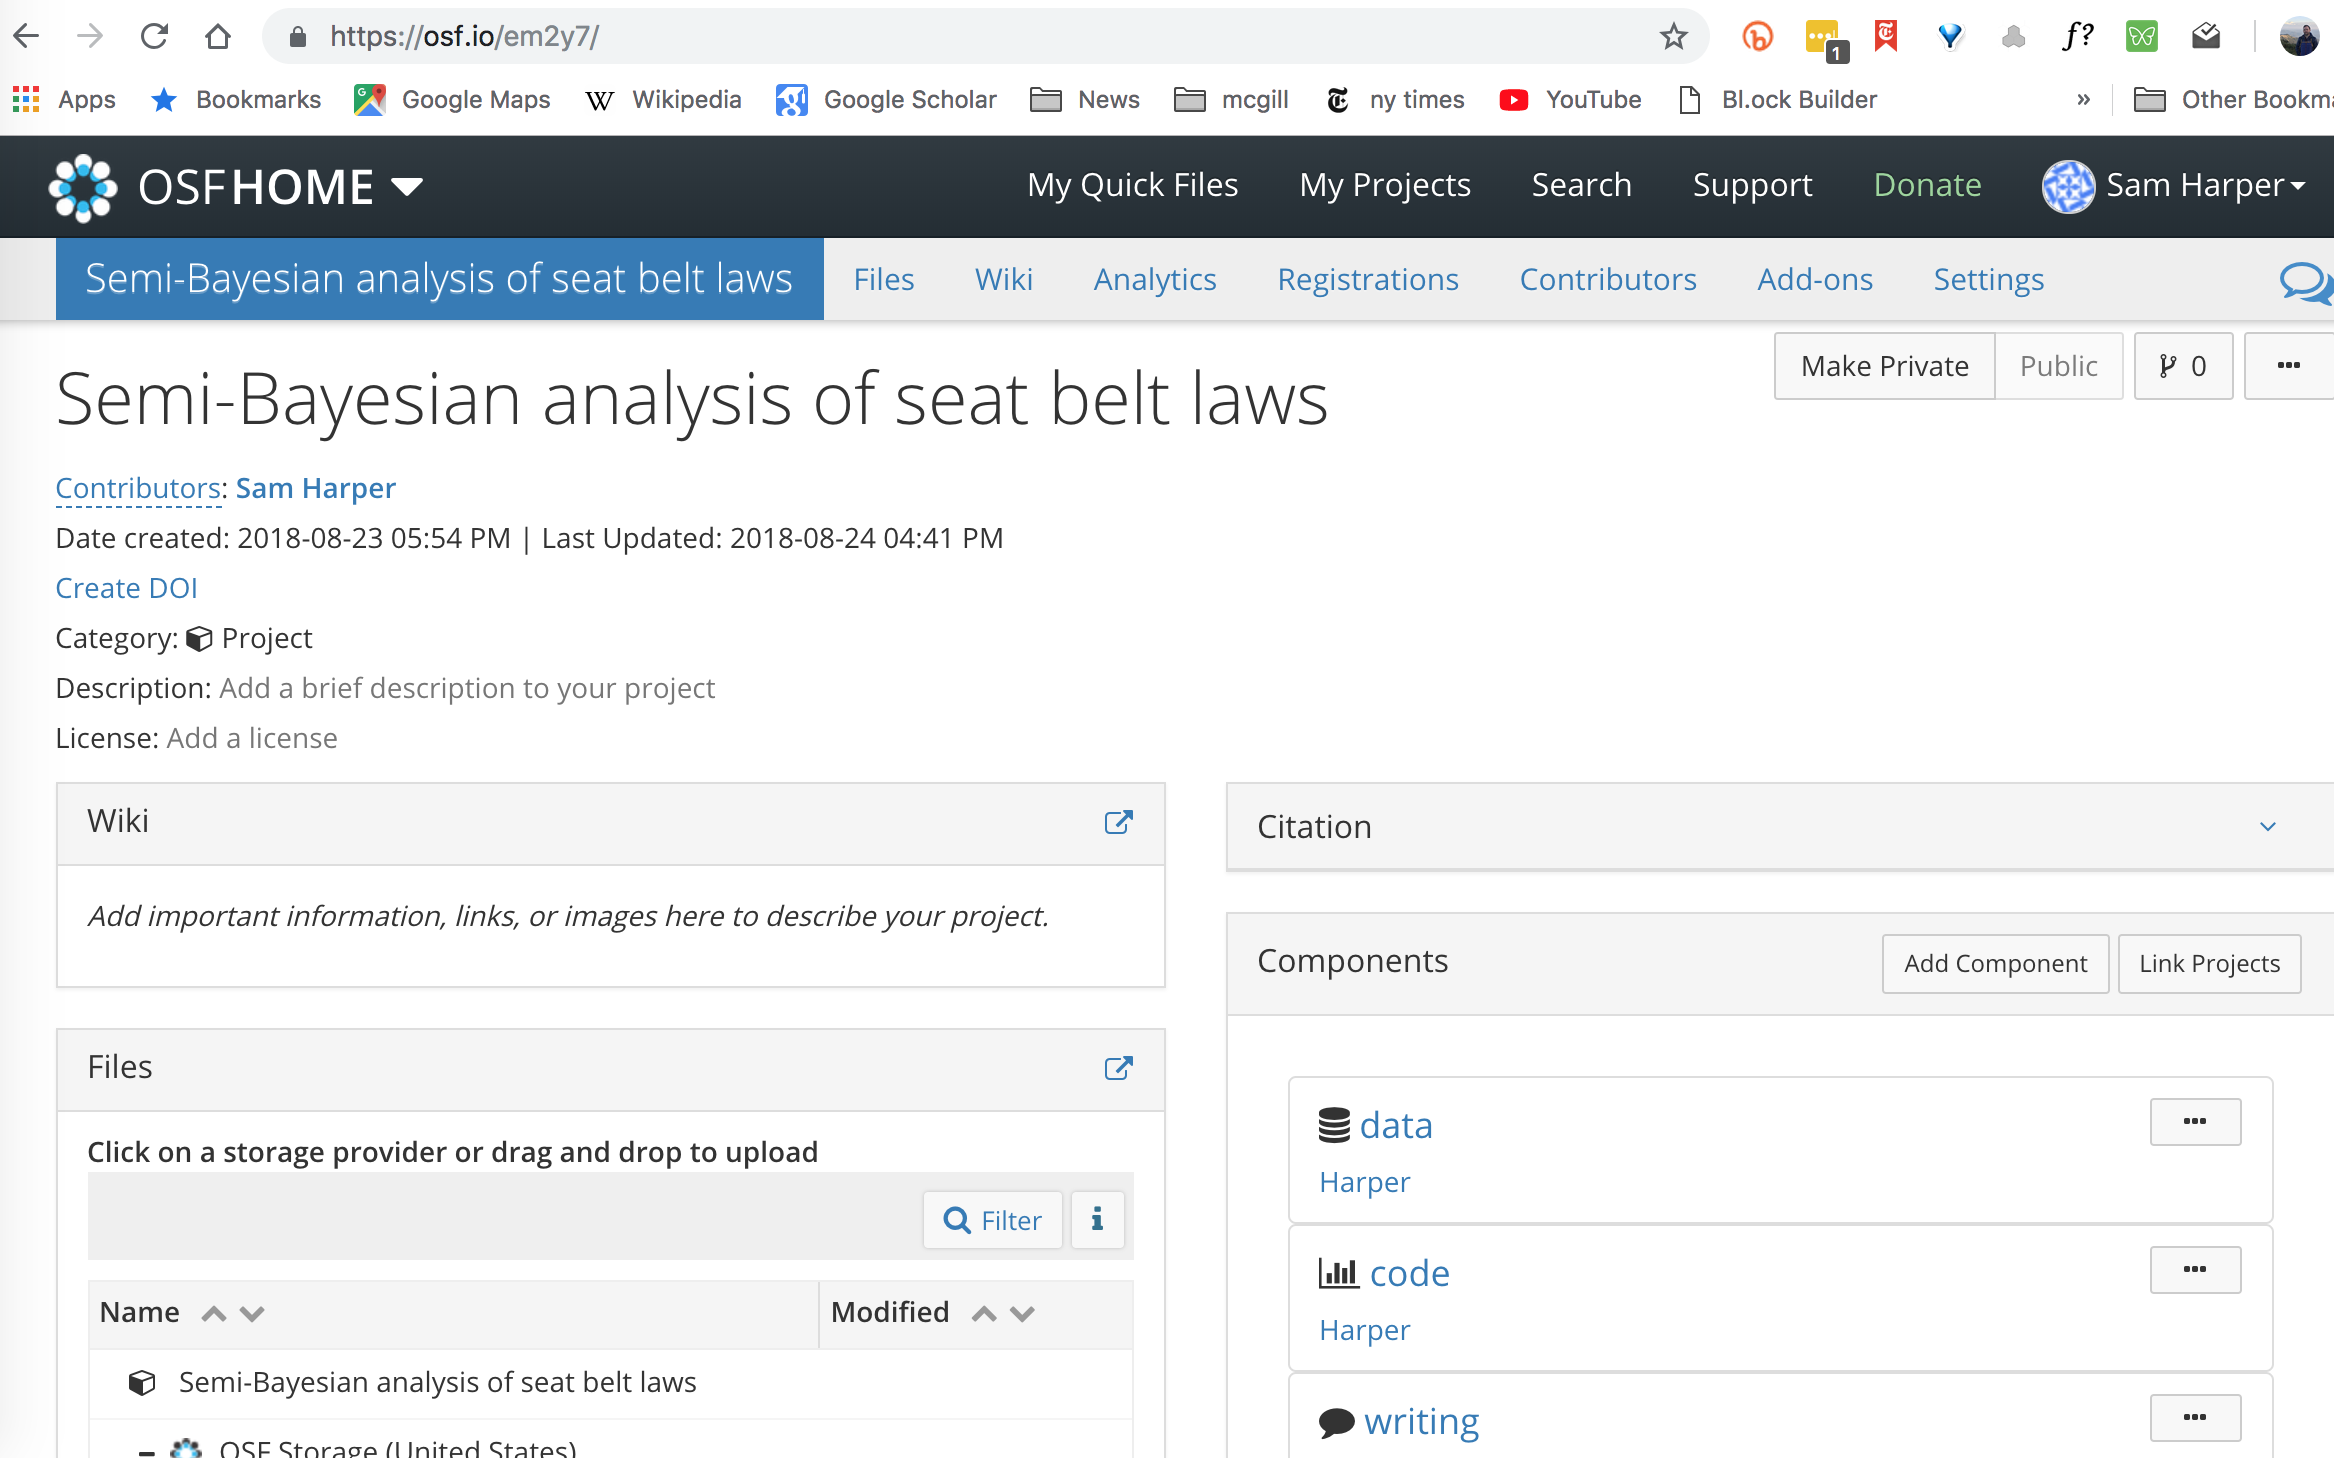 https://osf.io/em2y7/
1
Apps Bookmarks Google Maps Wikipedia Google Scholar News mcgill ny times YouTube Bl.ock Builder » Other Bookma
OSFHOME My Quick Files My Projects Search Support Donate Sam Harper
Semi-Bayesian analysis of seat belt laws Files Wiki Analytics Registrations Contributors Add-ons Settings
Make Private Public 0 ...
Semi-Bayesian analysis of seat belt laws
Contributors: Sam Harper
Date created: 2018-08-23 05:54 PM | Last Updated: 2018-08-24 04:41 PM
Create DOI
Category: Project
Description: Add a brief description to your project
License: Add a license
Wiki
Add important information, links, or images here to describe your project.
Files
Click on a storage provider or drag and drop to upload
Filter i
Name Modified
Semi-Bayesian analysis of seat belt laws
OSF Storage (United States)
Citation
Components Add Component Link Projects
data ...
Harper
code ...
Harper
writing ...